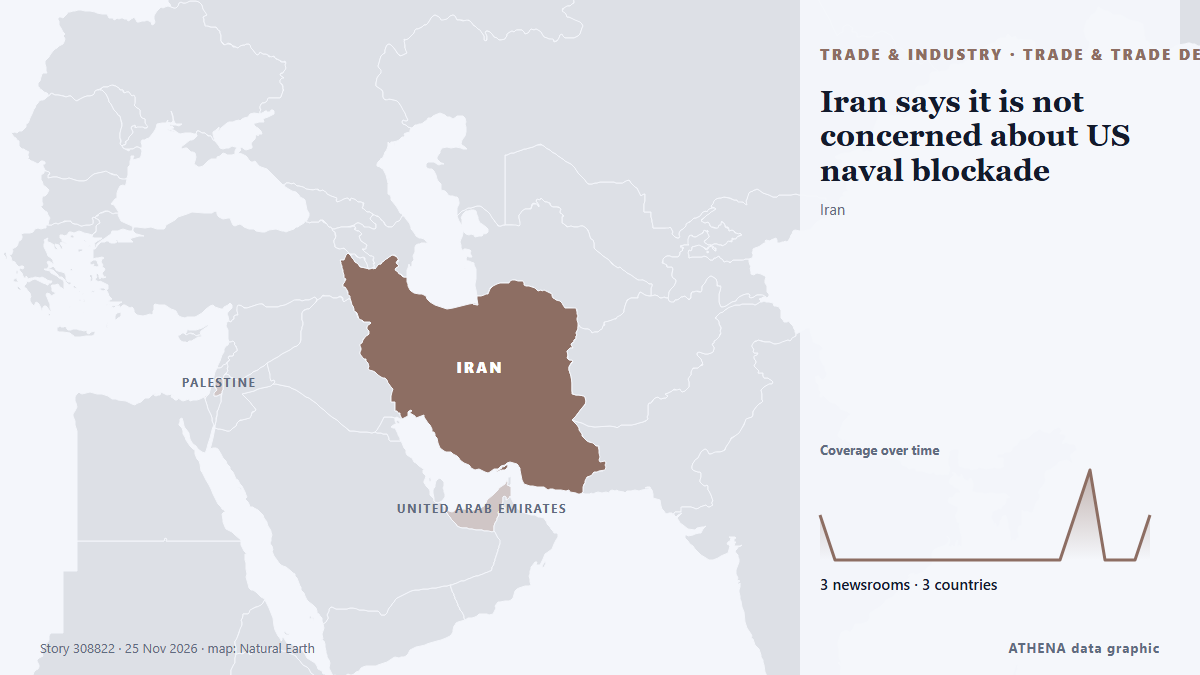 TRADE & INDUSTRY · TRADE & TRADE DE
Iran says it is not
concerned about US
naval blockade
Iran
IRAN
PALESTINE
UNITED ARAB EMIRATES
Coverage over time
3 newsrooms · 3 countries
Story 308822 · 25 Nov 2026 · map: Natural Earth
ATHENA data graphic